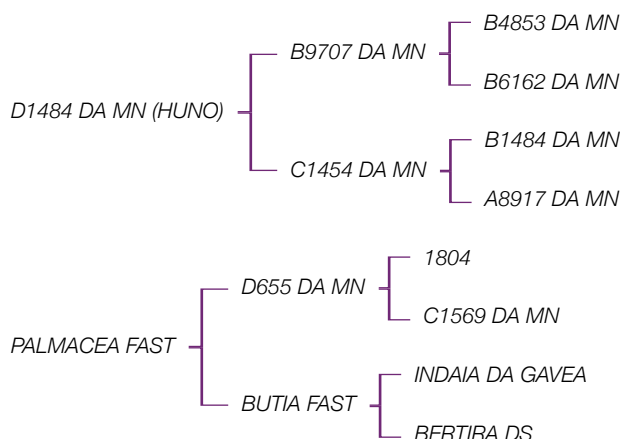 B4853 DA MN
B9707 DA MN
B6162 DA MN
D1484 DA MN (HUNO)
B1484 DA MN
C1454 DA MN
A8917 DA MN
1804
D655 DA MN
C1569 DA MN
PALMACEA FAST
INDAIA DA GAVEA
BUTIA FAST
BERTIRA DS